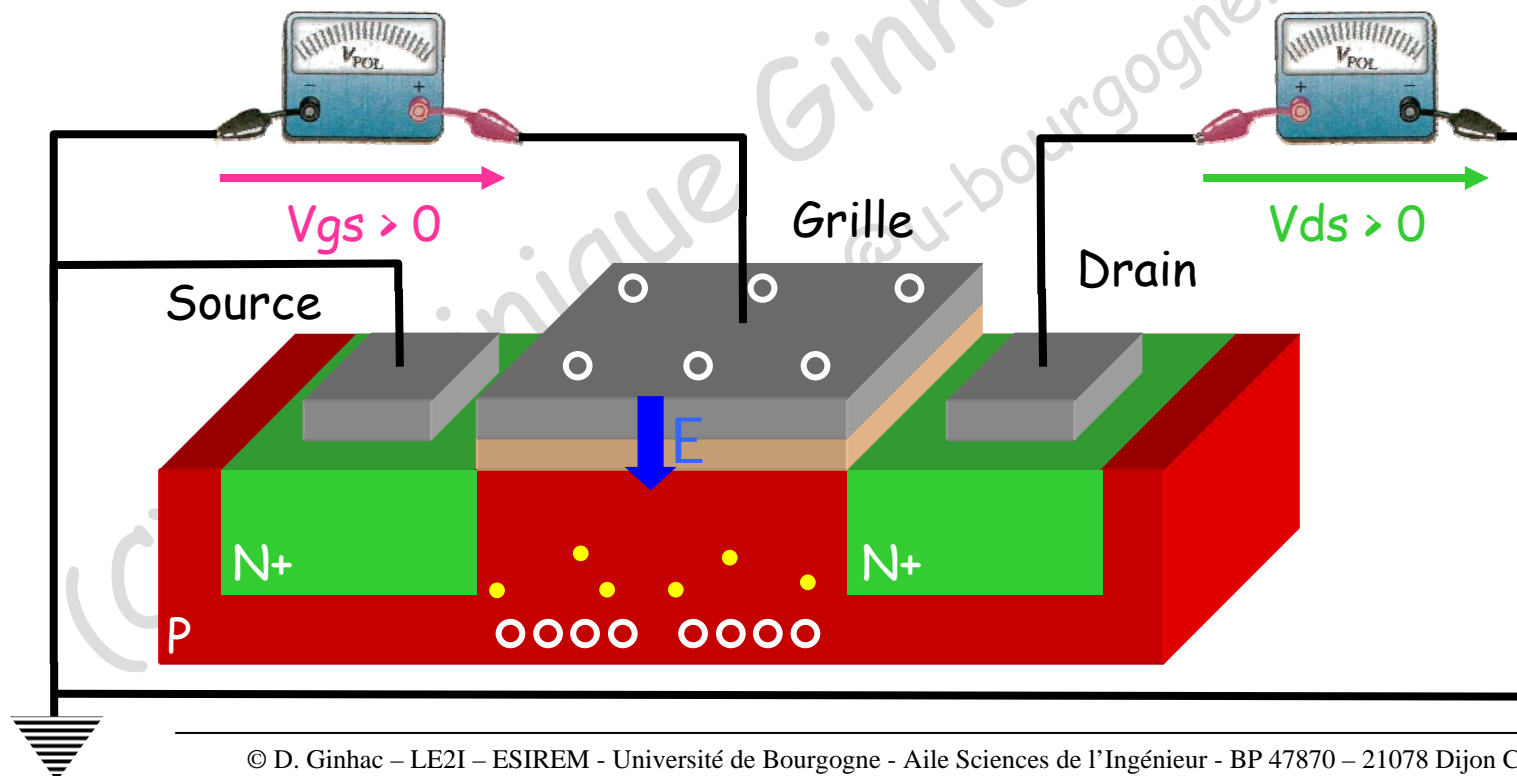 VPOL
VPOL
− +
+ −
Vgs > 0
Grille
Vds > 0
Source
Drain
E
N+
N+
P
© D. Ginhac – LE2I – ESIREM - Université de Bourgogne - Aile Sciences de l’Ingénieur - BP 47870 – 21078 Dijon C